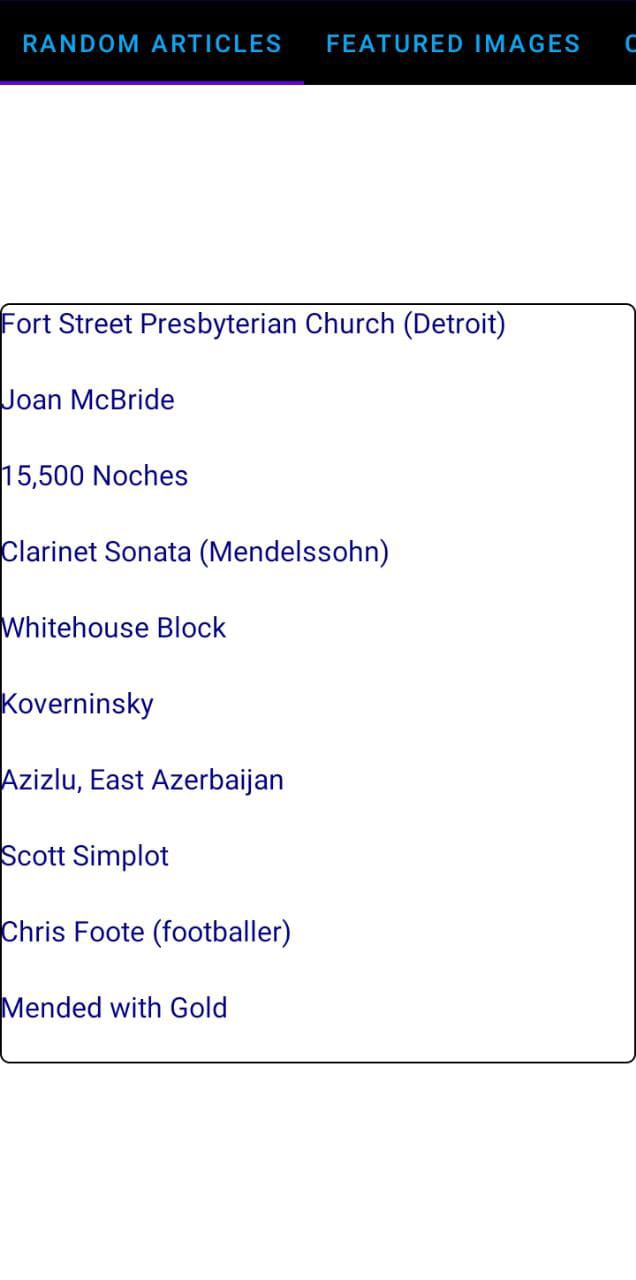 RANDOM ARTICLES FEATURED IMAGES
Fort Street Presbyterian Church (Detroit)
Joan McBride
15,500 Noches
Clarinet Sonata (Mendelssohn)
Whitehouse Block
Koverninsky
Azizlu, East Azerbaijan
Scott Simplot
Chris Foote (footballer)
Mended with Gold